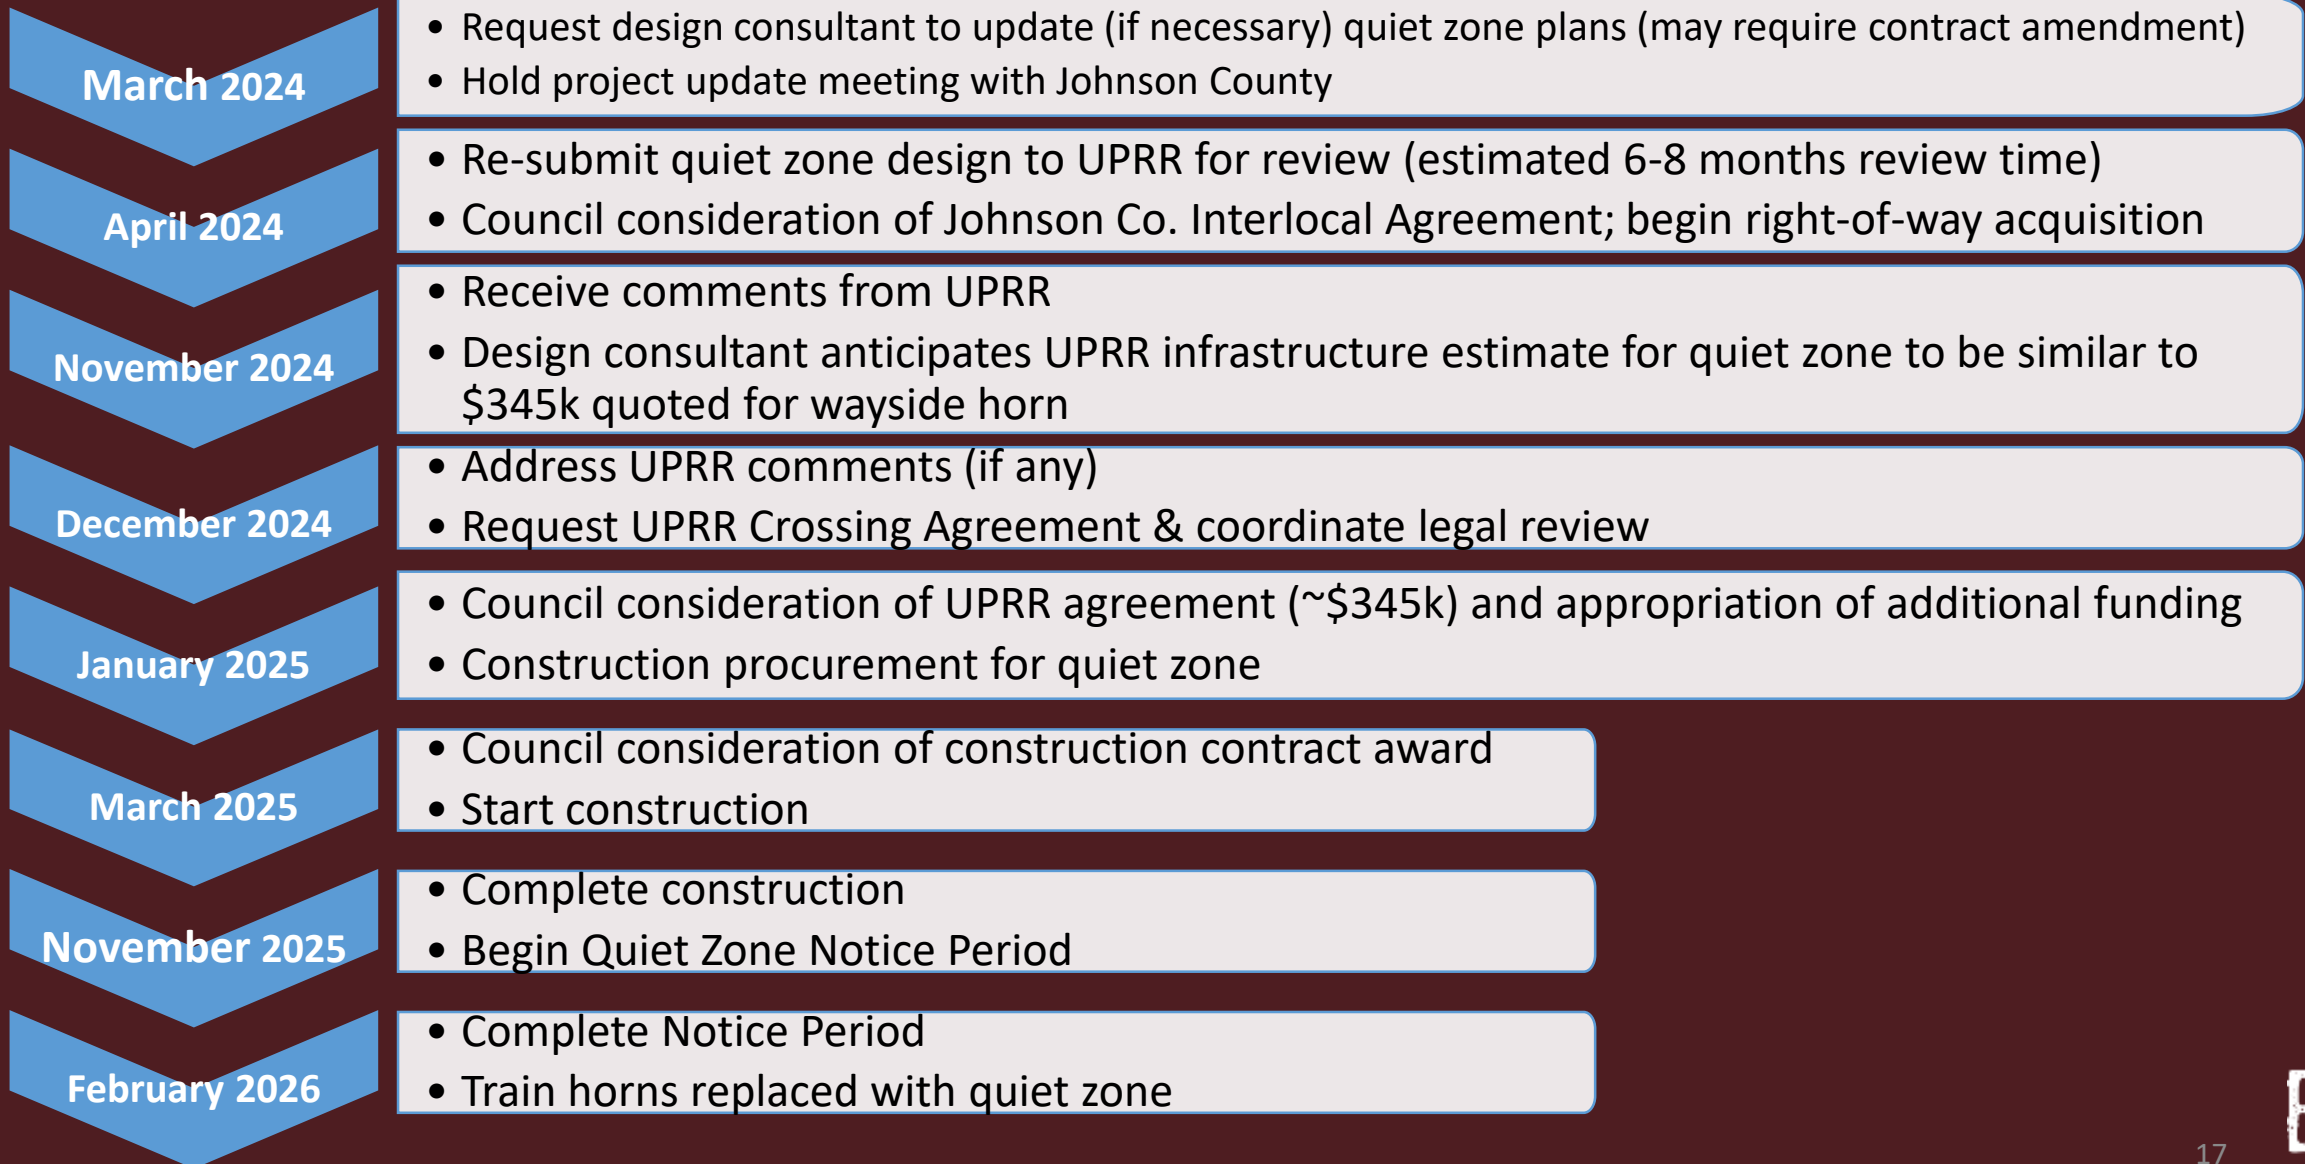 March 2024
• Request design consultant to update (if necessary) quiet zone plans (may require contract amendment)
• Hold project update meeting with Johnson County
April 2024
• Re-submit quiet zone design to UPRR for review (estimated 6-8 months review time)
• Council consideration of Johnson Co. Interlocal Agreement; begin right-of-way acquisition
November 2024
• Receive comments from UPRR
• Design consultant anticipates UPRR infrastructure estimate for quiet zone to be similar to
$345k quoted for wayside horn
December 2024
• Address UPRR comments (if any)
• Request UPRR Crossing Agreement & coordinate legal review
January 2025
• Council consideration of UPRR agreement (~$345k) and appropriation of additional funding
• Construction procurement for quiet zone
March 2025
• Council consideration of construction contract award
• Start construction
November 2025
• Complete construction
• Begin Quiet Zone Notice Period
February 2026
• Complete Notice Period
• Train horns replaced with quiet zone
17